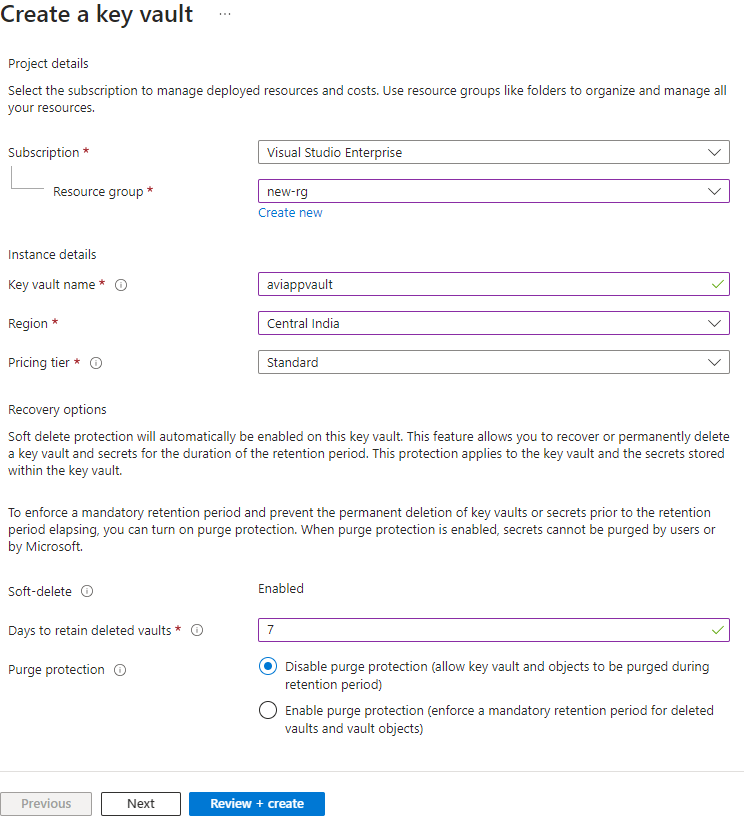 Create a key vault ...
Project details
Select the subscription to manage deployed resources and costs. Use resource groups like folders to organize and manage all
your resources.
Subscription *
Visual Studio Enterprise
Resource group *
new-rg
Create new
Instance details
Key vault name *
aviappvault
Region *
Central India
Pricing tier *
Standard
Recovery options
Soft delete protection will automatically be enabled on this key vault. This feature allows you to recover or permanently delete
a key vault and secrets for the duration of the retention period. This protection applies to the key vault and the secrets stored
within the key vault.
To enforce a mandatory retention period and prevent the permanent deletion of key vaults or secrets prior to the retention
period elapsing, you can turn on purge protection. When purge protection is enabled, secrets cannot be purged by users or
by Microsoft.
Soft-delete
Enabled
Days to retain deleted vaults *
7
Purge protection
Disable purge protection (allow key vault and objects to be purged during
retention period)
Enable purge protection (enforce a mandatory retention period for deleted
vaults and vault objects)
Previous
Next
Review + create